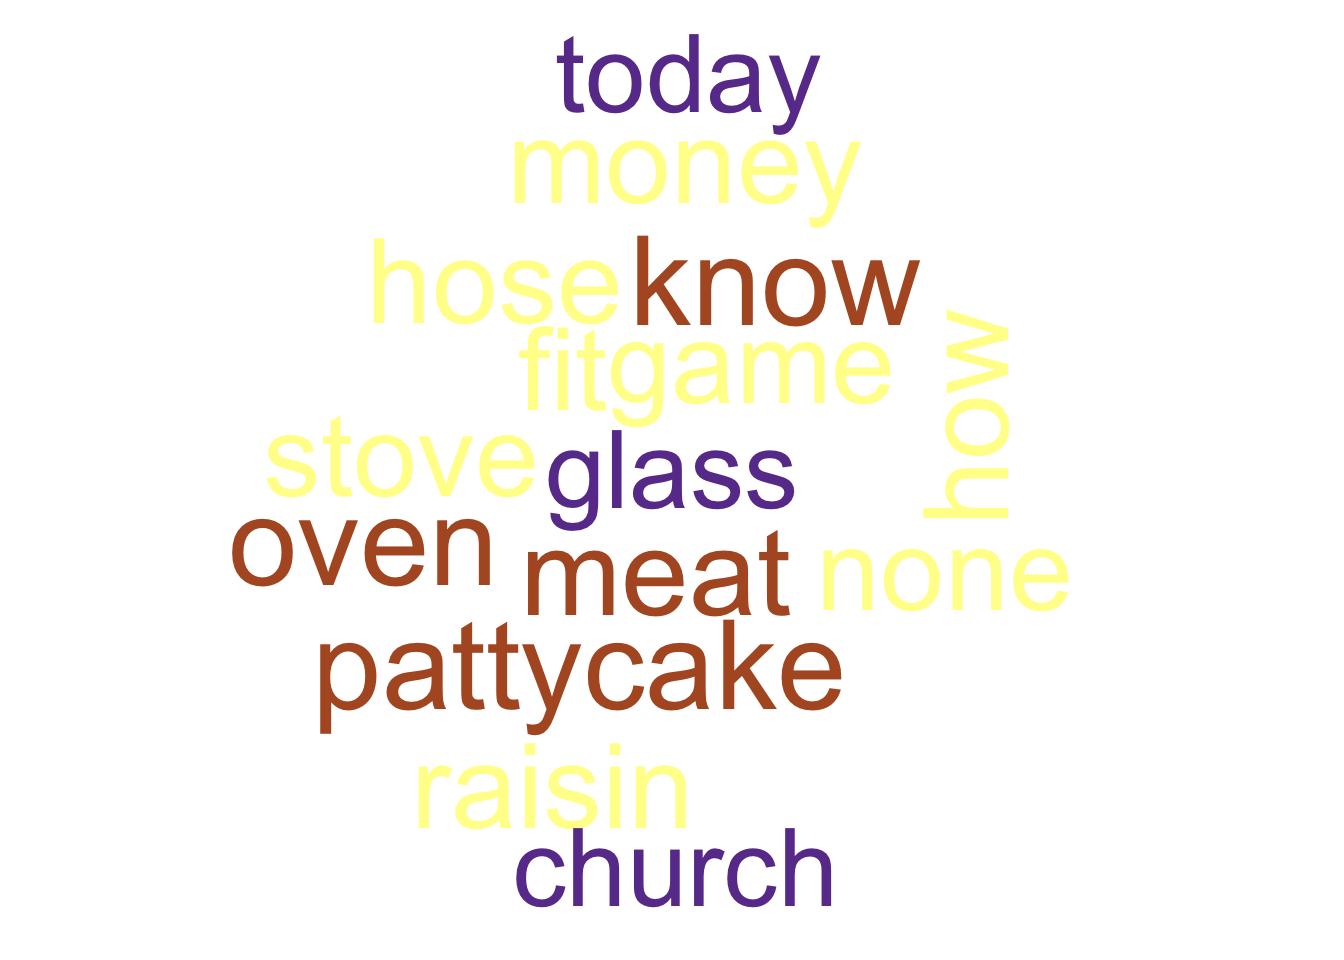 today
money
hose know
fit game
how
stove glass
oven meat none
pattycake
raisin
church